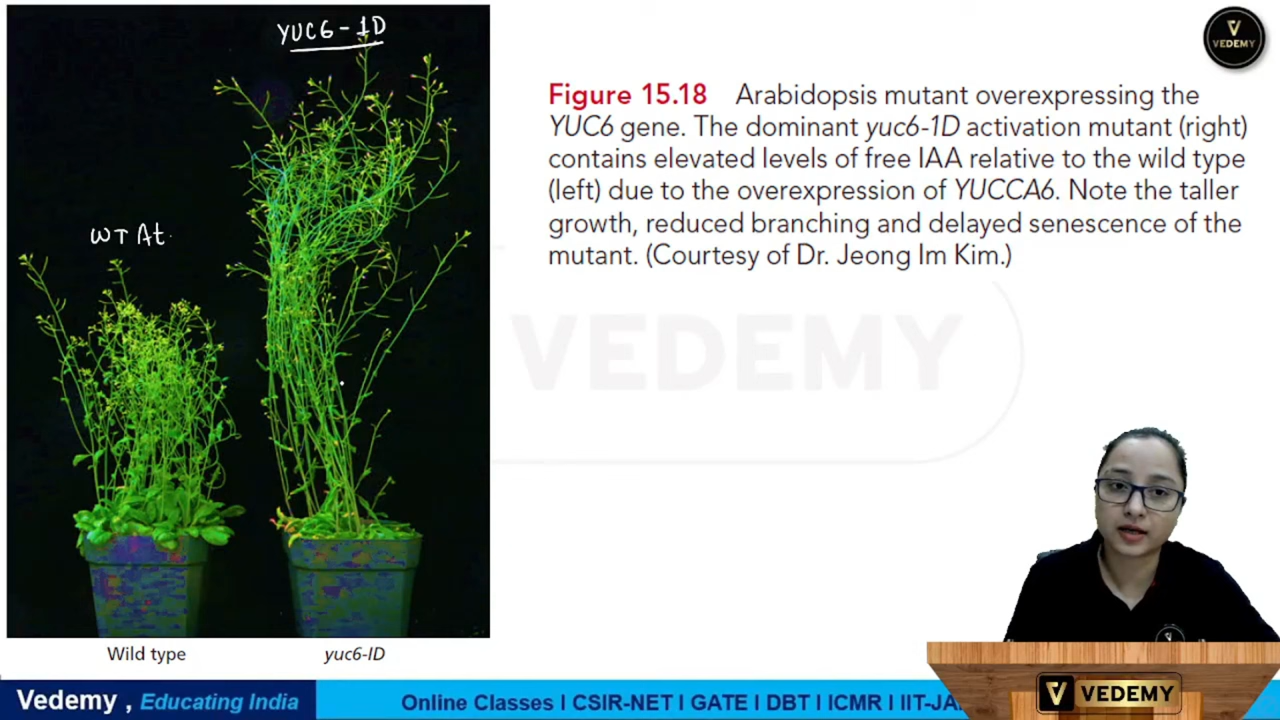 YUC6-1D
WT At.
Wild type
yuc6-ID
VEDEMY
Figure 15.18 Arabidopsis mutant overexpressing the
YUC6 gene. The dominant yuc6-1D activation mutant (right)
contains elevated levels of free IAA relative to the wild type
(left) due to the overexpression of YUCCA6. Note the taller
growth, reduced branching and delayed senescence of the
mutant. (Courtesy of Dr. Jeong Im Kim.)
VEDEMY
VEDEMY
Vedemy , Educating India
Online Classes I CSIR-NET I GATE I DBT I ICMR I IIT-JA